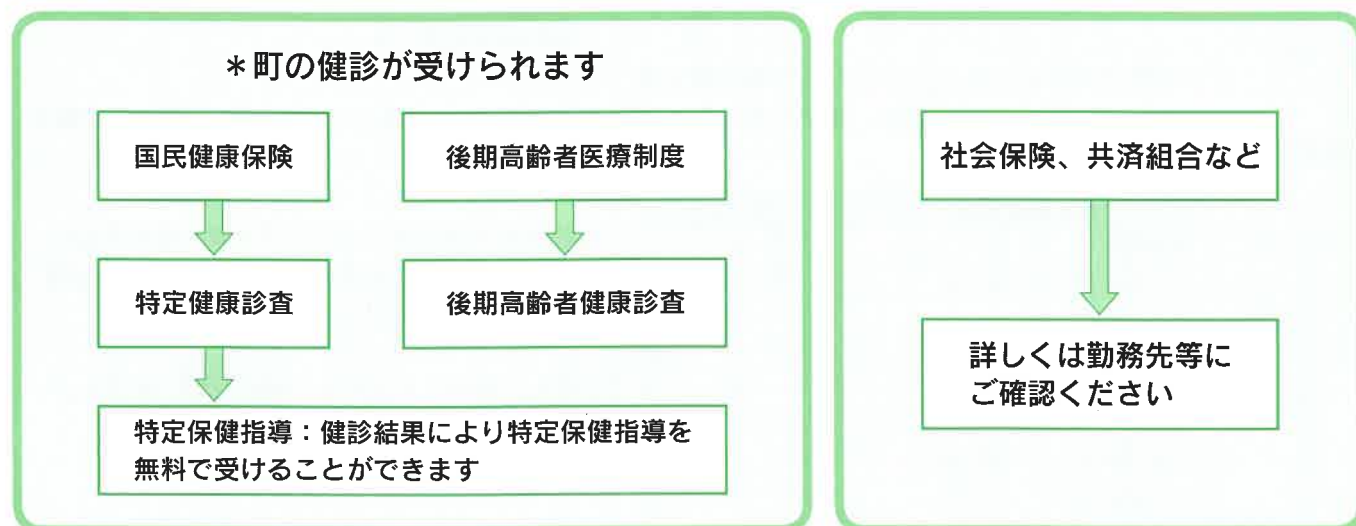 ＊町の健診が受けられます
国民健康保険
後期高齢者医療制度
特定健康診査
後期高齢者健康診査
特定保健指導：健診結果により特定保健指導を
無料で受けることができます
社会保険、共済組合など
詳しくは勤務先等に
ご確認ください